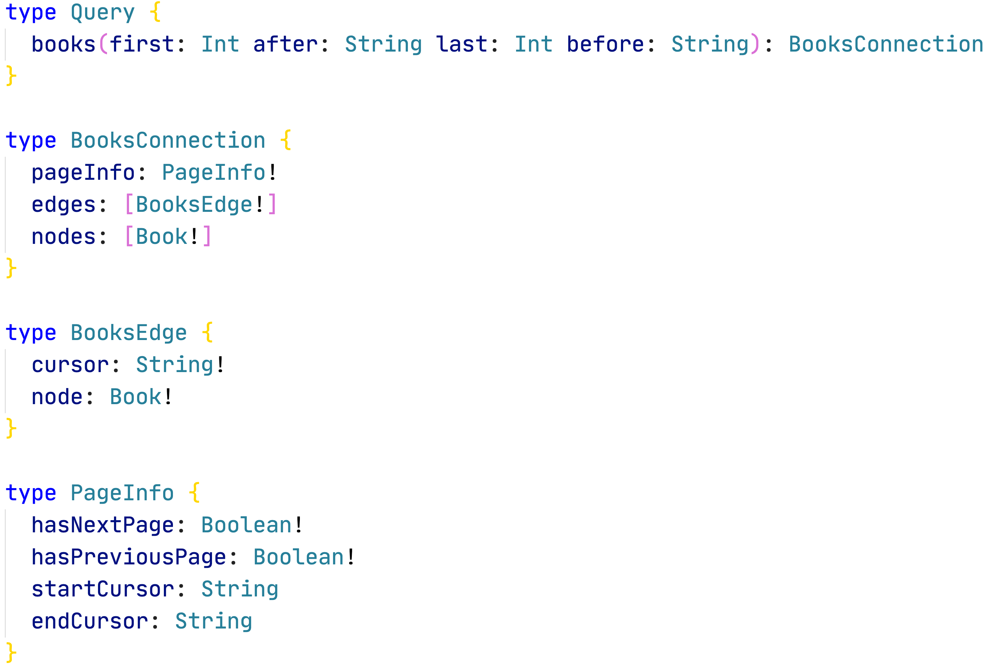 type Query {
  books(first: Int after: String last: Int before: String): BooksConnection
}

type BooksConnection {
  pageInfo: PageInfo!
  edges: [BooksEdge!]
  nodes: [Book!]
}

type BooksEdge {
  cursor: String!
  node: Book!
}

type PageInfo {
  hasNextPage: Boolean!
  hasPreviousPage: Boolean!
  startCursor: String
  endCursor: String
}